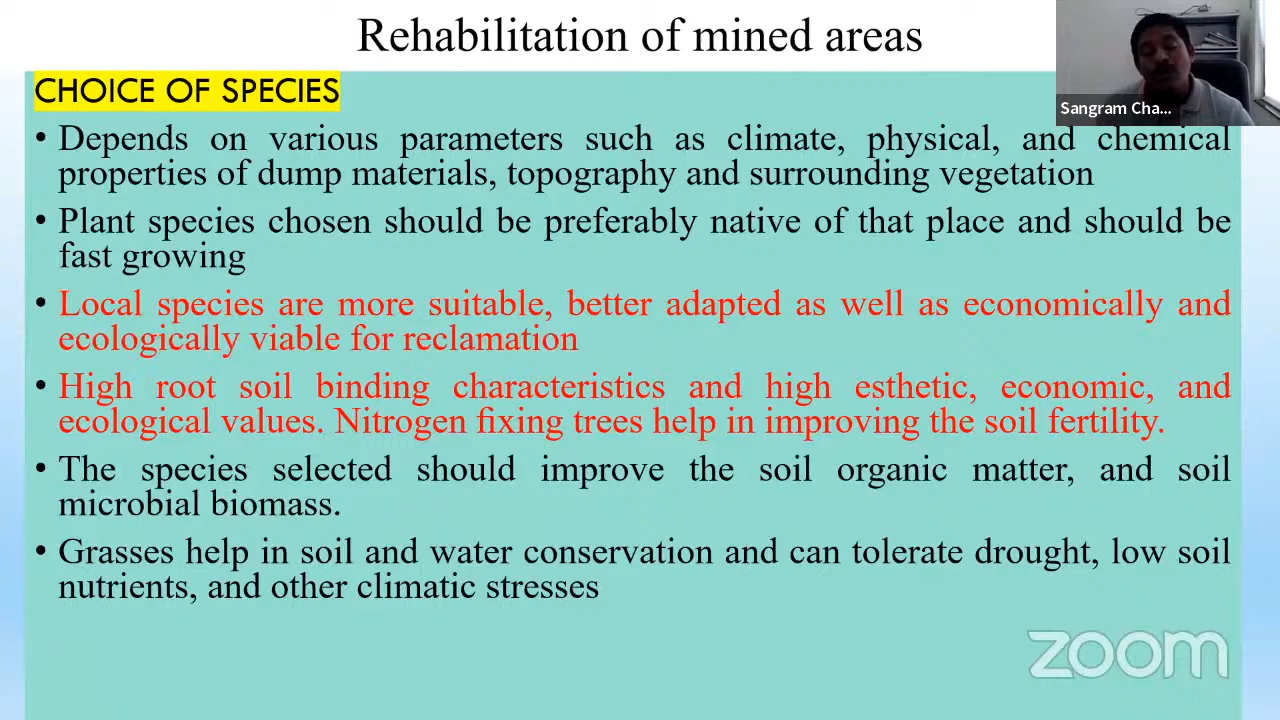 Rehabilitation of mined areas
Sangram Cha...
CHOICE OF SPECIES
• Depends on various parameters such as climate, physical, and chemical
properties of dump materials, topography and surrounding vegetation
• Plant species chosen should be preferably native of that place and should be
fast growing
• Local species are more suitable, better adapted as well as economically and
ecologically viable for reclamation
• High root soil binding characteristics and high esthetic, economic, and
ecological values. Nitrogen fixing trees help in improving the soil fertility.
• The species selected should improve the soil organic matter, and soil
microbial biomass.
• Grasses help in soil and water conservation and can tolerate drought, low soil
nutrients, and other climatic stresses
zoom